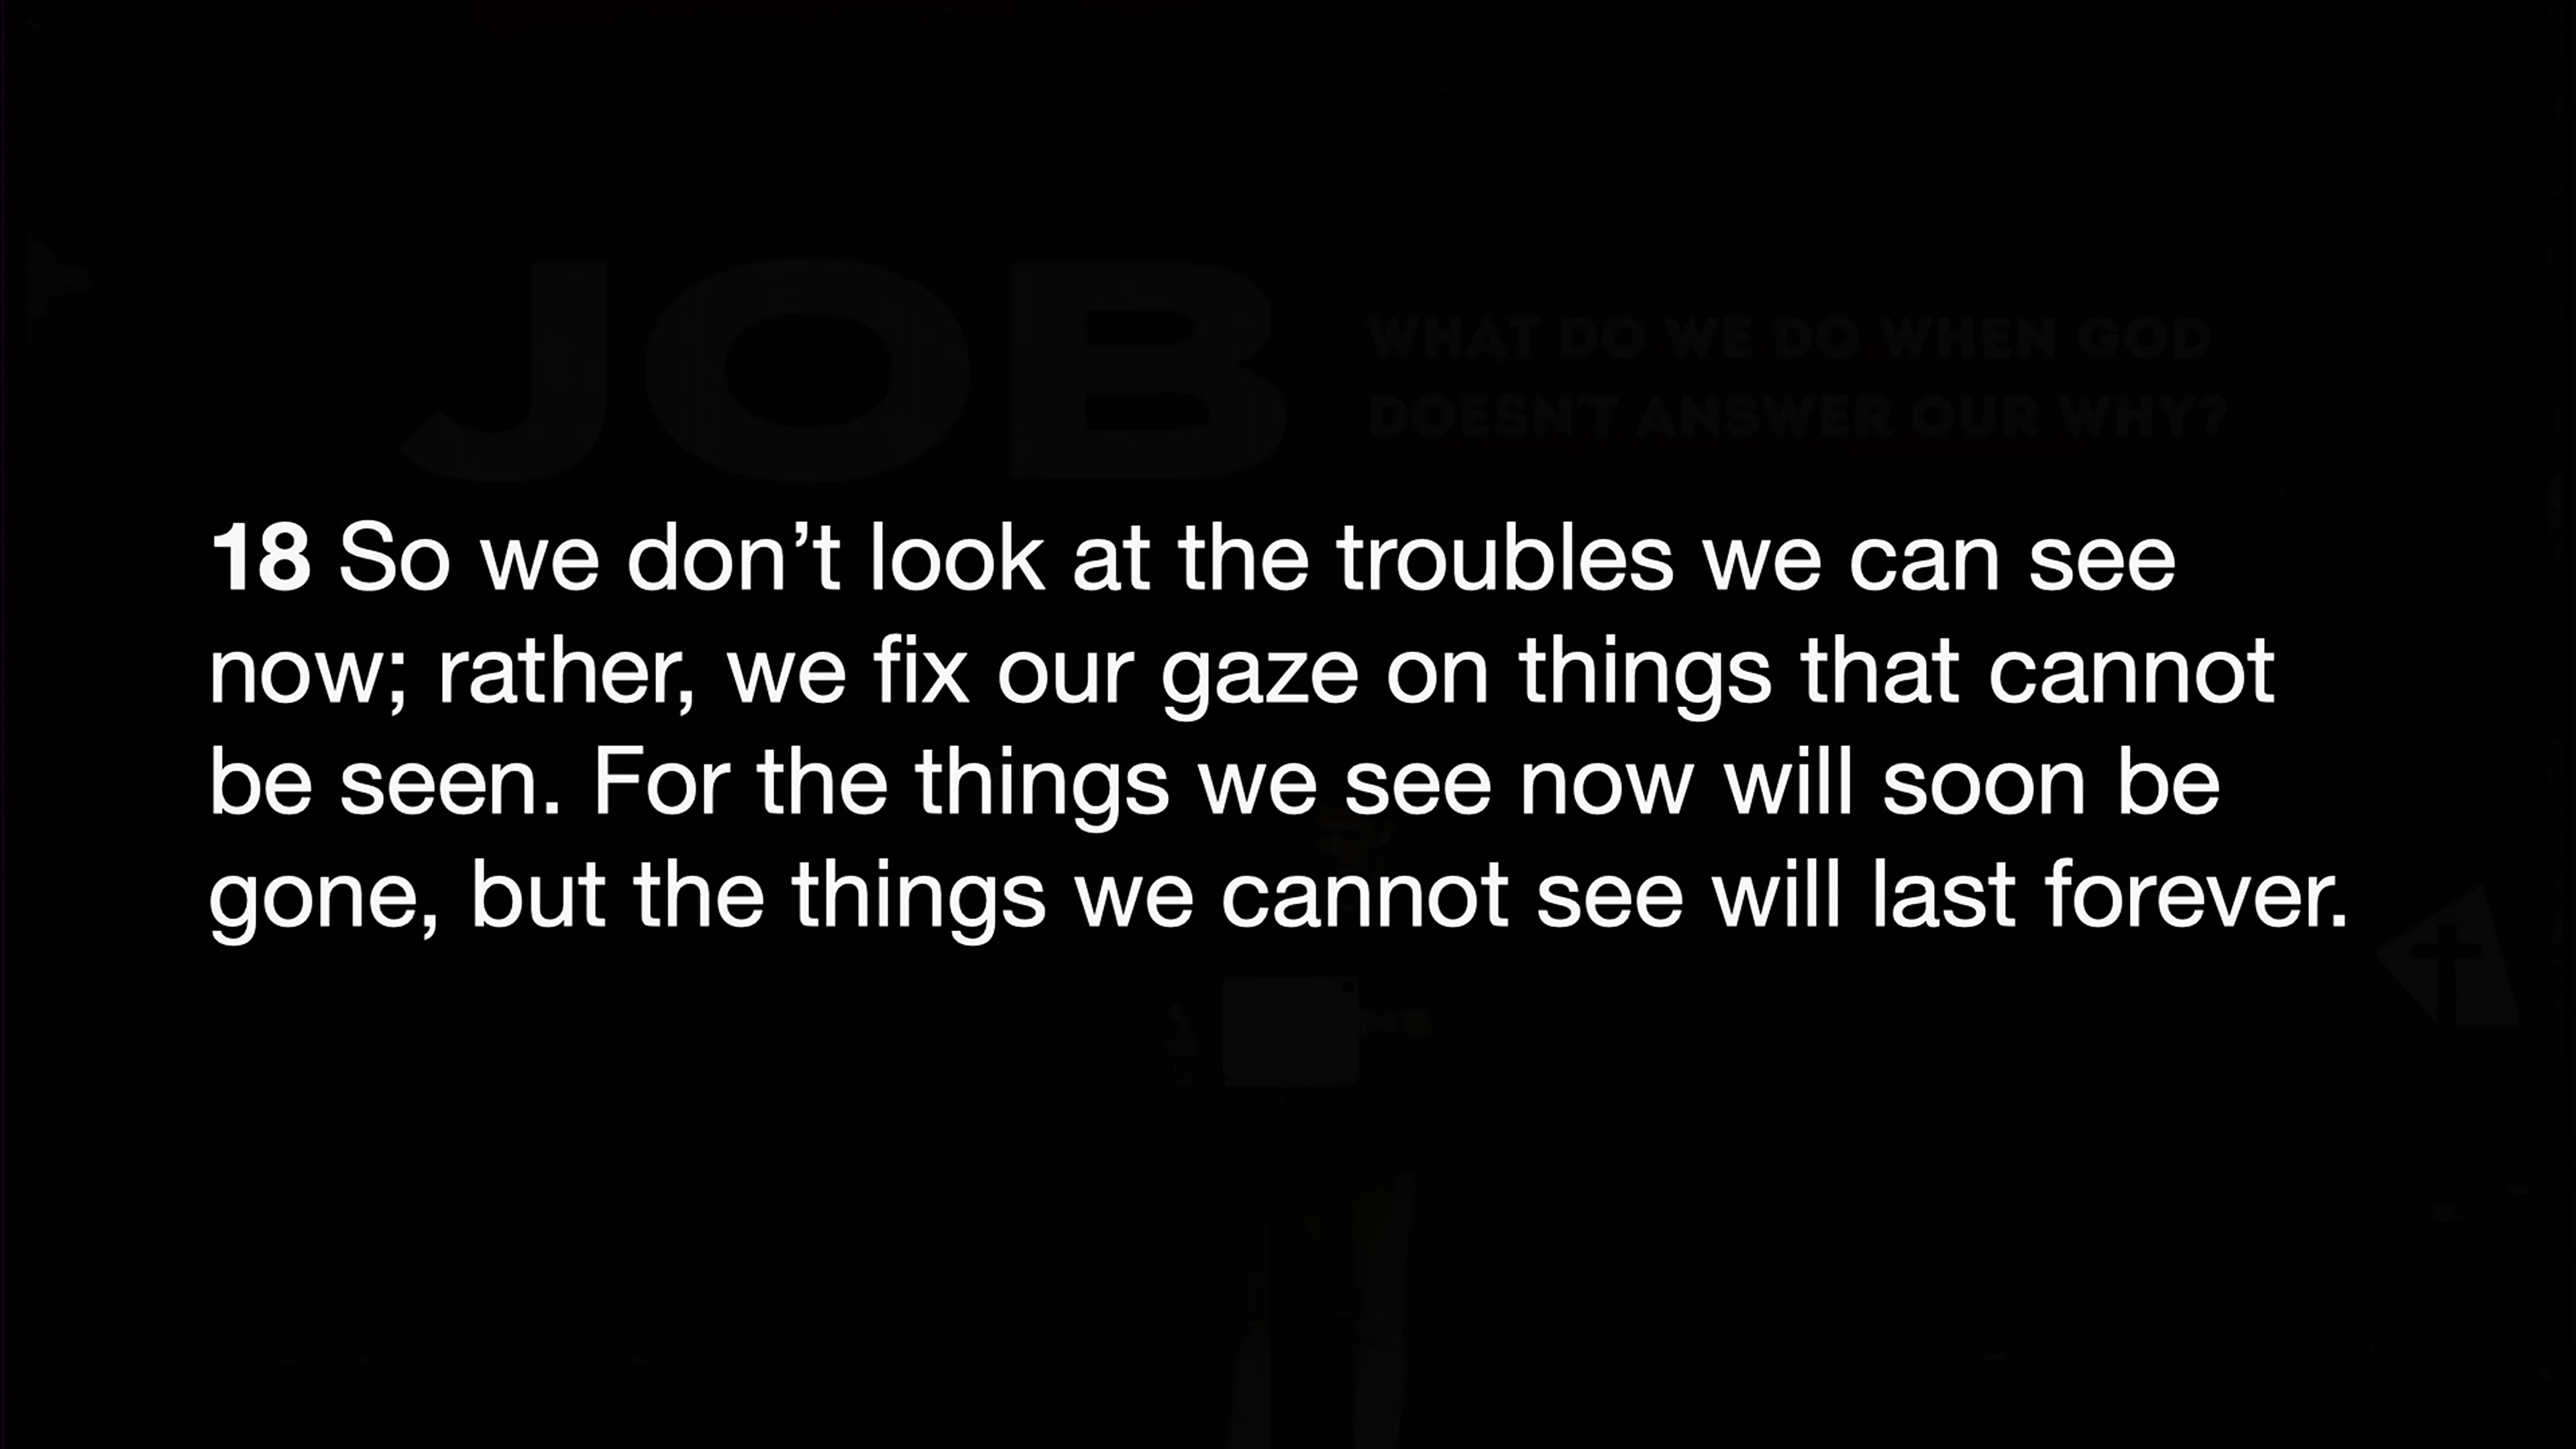 JOB
WHAT DO WE DO WHEN GOD
DOESN'T ANSWER OUR WHY?
18 So we don’t look at the troubles we can see
now; rather, we fix our gaze on things that cannot
be seen. For the things we see now will soon be
gone, but the things we cannot see will last forever.